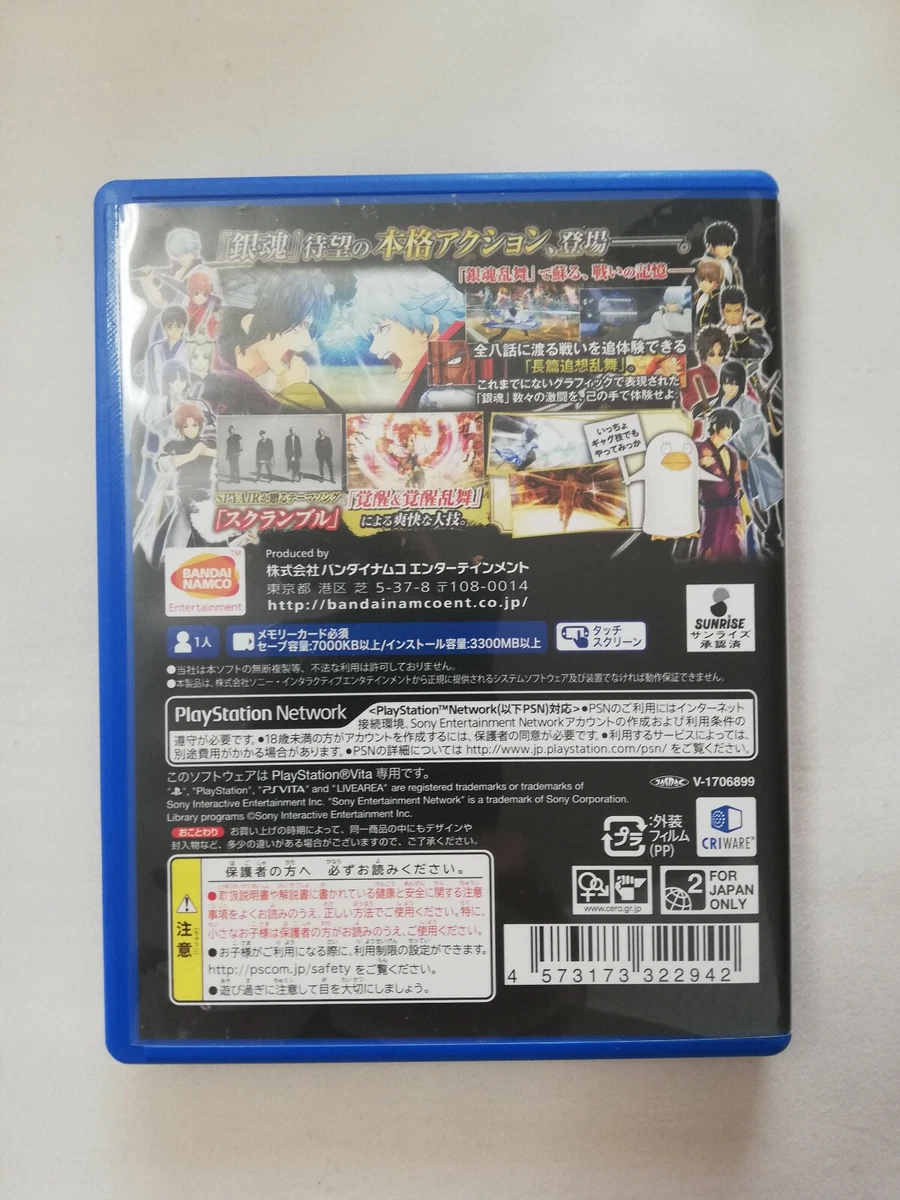 『銀魂』待望の本格アクション、登場――。
『銀魂乱舞』で蘇る、戦いの記憶――
全八話に渡る戦いを追体験できる
「長篇追想乱舞」。
これまでにないグラフィックで表現された
「銀魂」数々の激闘を、己の手で体験せよ。
いっちょ
ギャグ技でも
やってみっか
SPYAIRが贈るテーマソング
「スクランブル」
「覚醒&覚醒乱舞」
による爽快な大技。
BANDAI
NAMCO
Entertainment
TM
Produced by
株式会社バンダイナムコ エンターテインメント
東京都 港区 芝 5-37-8 〒108-0014
http://bandainamcoent.co.jp/
SUNRISE
サンライズ
承認済
1人
メモリーカード必須
セーブ容量:7000KB以上/インストール容量:3300MB以上
タッチ
スクリーン
●当社は本ソフトの無断複製等、不法な利用は許可しておりません。
●本製品は、株式会社ソニー・インタラクティブエンタテインメントから正規に提供されるシステムソフトウェア及び装置でなければ動作保証できません。
PlayStation Network
<PlayStation™Network(以下PSN)対応>●PSNのご利用にはインターネット
接続環境、Sony Entertainment Networkアカウントの作成および利用条件の
遵守が必要です。●18歳未満の方がアカウントを作成するには、保護者の同意が必要です。●利用するサービスによっては、
別途費用がかかる場合があります。●PSNの詳細については http://www.jp.playstation.com/psn/ をご覧ください。
このソフトウェアは PlayStation®Vita 専用です。
V-1706899
", "PlayStation", "PSVITA" and "LIVEAREA" are registered trademarks or trademarks of
Sony Interactive Entertainment Inc. "Sony Entertainment Network" is a trademark of Sony Corporation.
Library programs ©Sony Interactive Entertainment Inc.
おことわり お買い上げの時期によって、同一商品の中にもデザインや
封入物など、多少の違いがある場合がございますので、ご了承ください。
プラ
:外装
フィルム
(PP)
CRIWARE
保護者の方へ 必ずお読みください。
注意
●取扱説明書や解説書に書かれている健康と安全に関する注意
事項をよくお読みのうえ、正しい方法でご使用ください。特に、
小さなお子様は保護者の方がお読みのうえ、ご使用ください。
●お子様がご利用になる際に、利用制限の設定ができます。
http://pscom.jp/safety をご覧ください。
●遊び過ぎに注意して目を大切にしましょう。
www.cero.gr.jp
2
FOR
JAPAN
ONLY
4 573173 322942